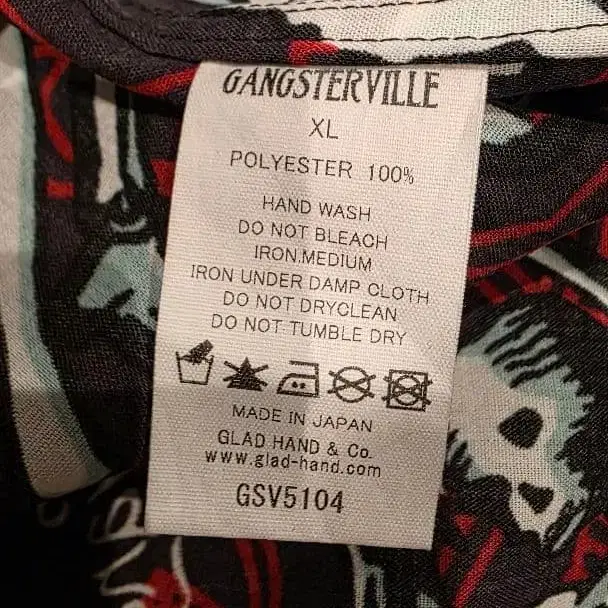 GANGSTERVILLE
XL
POLYESTER 100%
HAND WASH
DO NOT BLEACH
IRON.MEDIUM
IRON UNDER DAMP CLOTH
DO NOT DRYCLEAN
DO NOT TUMBLE DRY
MADE IN JAPAN
GLAD HAND & Co.
www.glad-hand.com
GSV5104